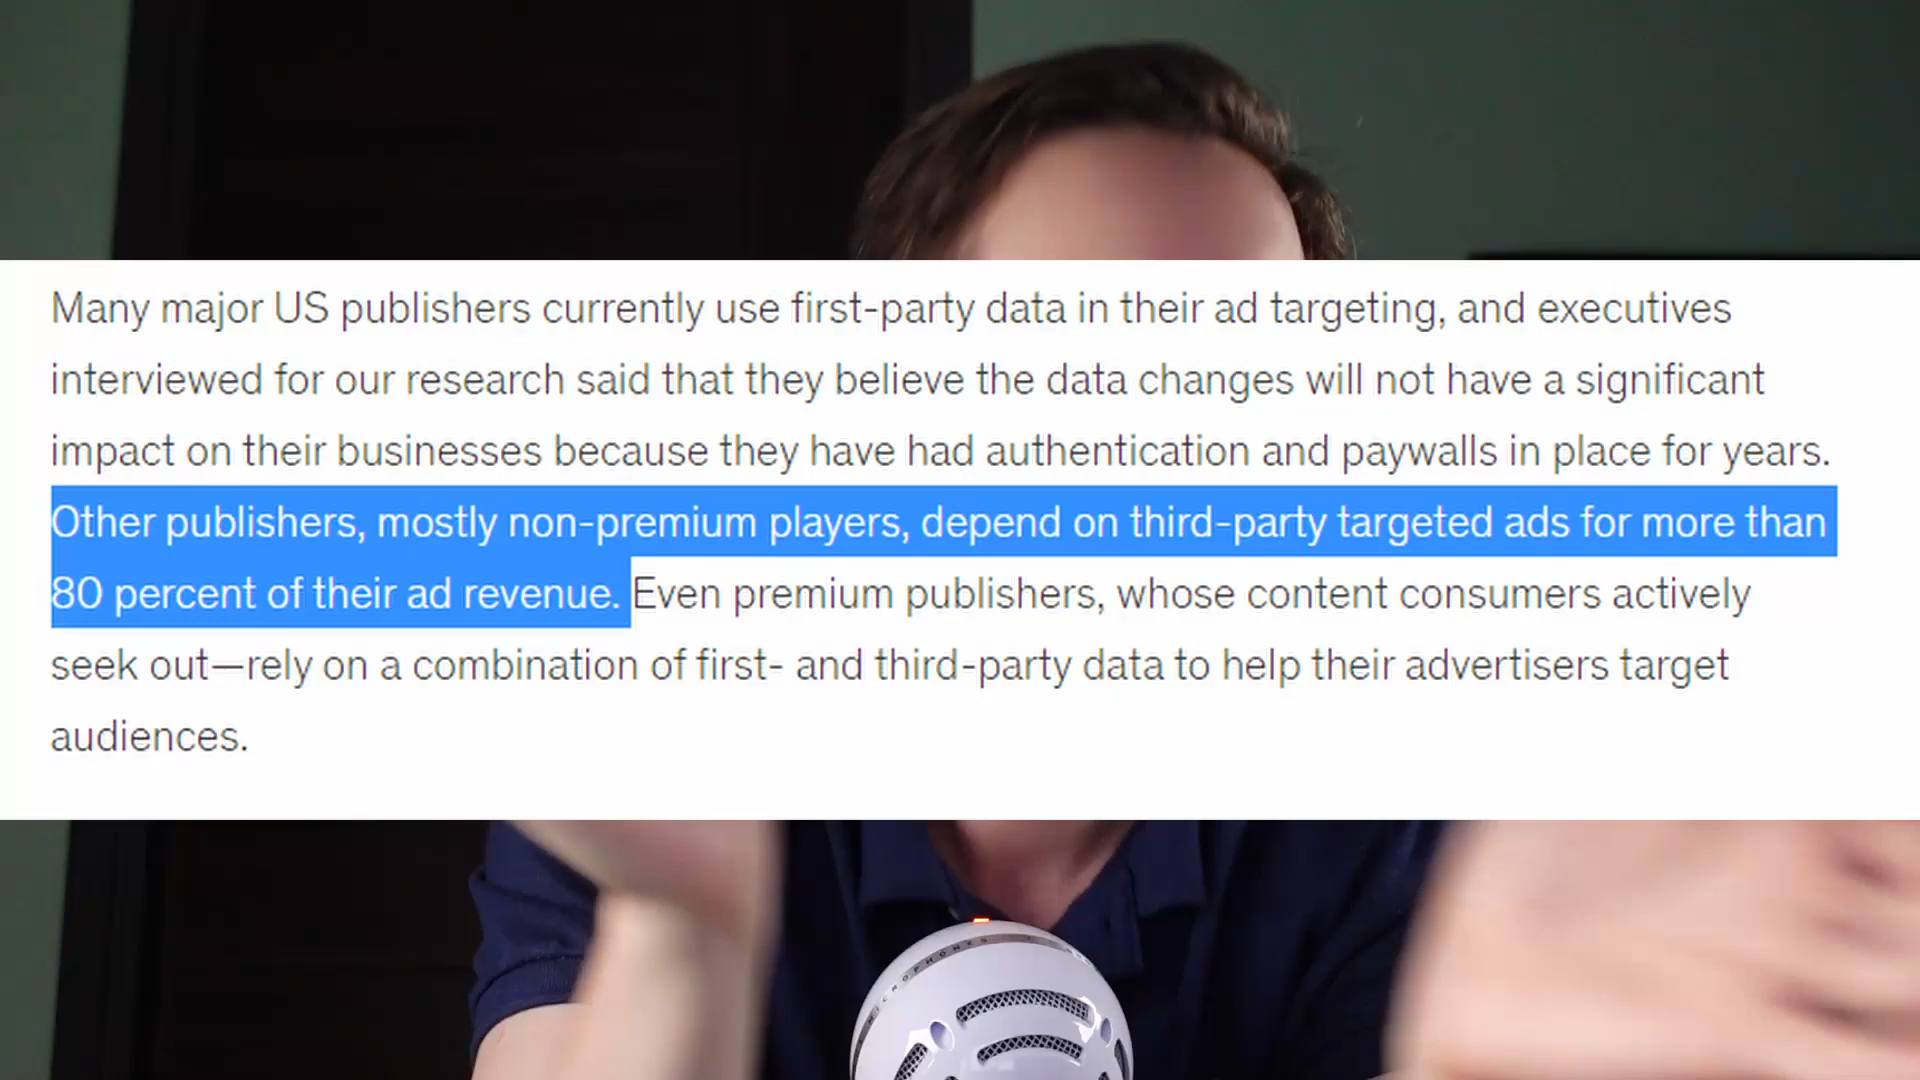 Many major US publishers currently use first-party data in their ad targeting, and executives
interviewed for our research said that they believe the data changes will not have a significant
impact on their businesses because they have had authentication and paywalls in place for years.
Other publishers, mostly non-premium players, depend on third-party targeted ads for more than
80 percent of their ad revenue. Even premium publishers, whose content consumers actively
seek out—rely on a combination of first- and third-party data to help their advertisers target
audiences.